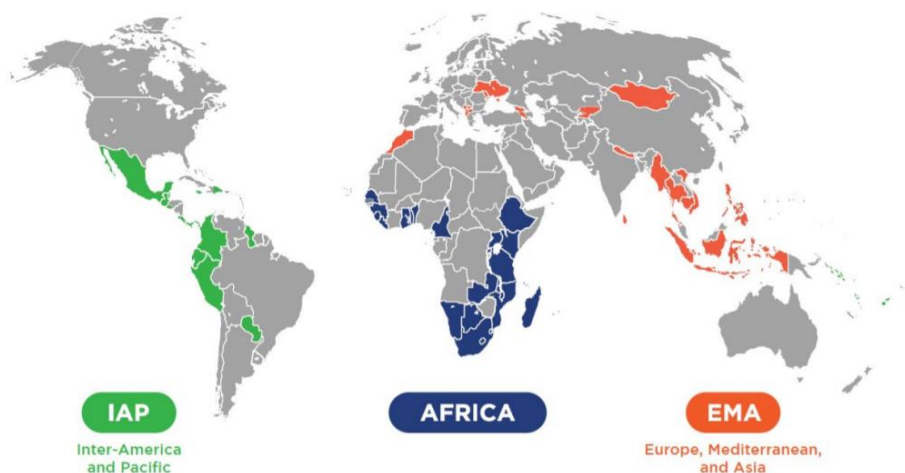 IAP
Inter-America
and Pacific
AFRICA
EMA
Europe, Mediterranean,
and Asia